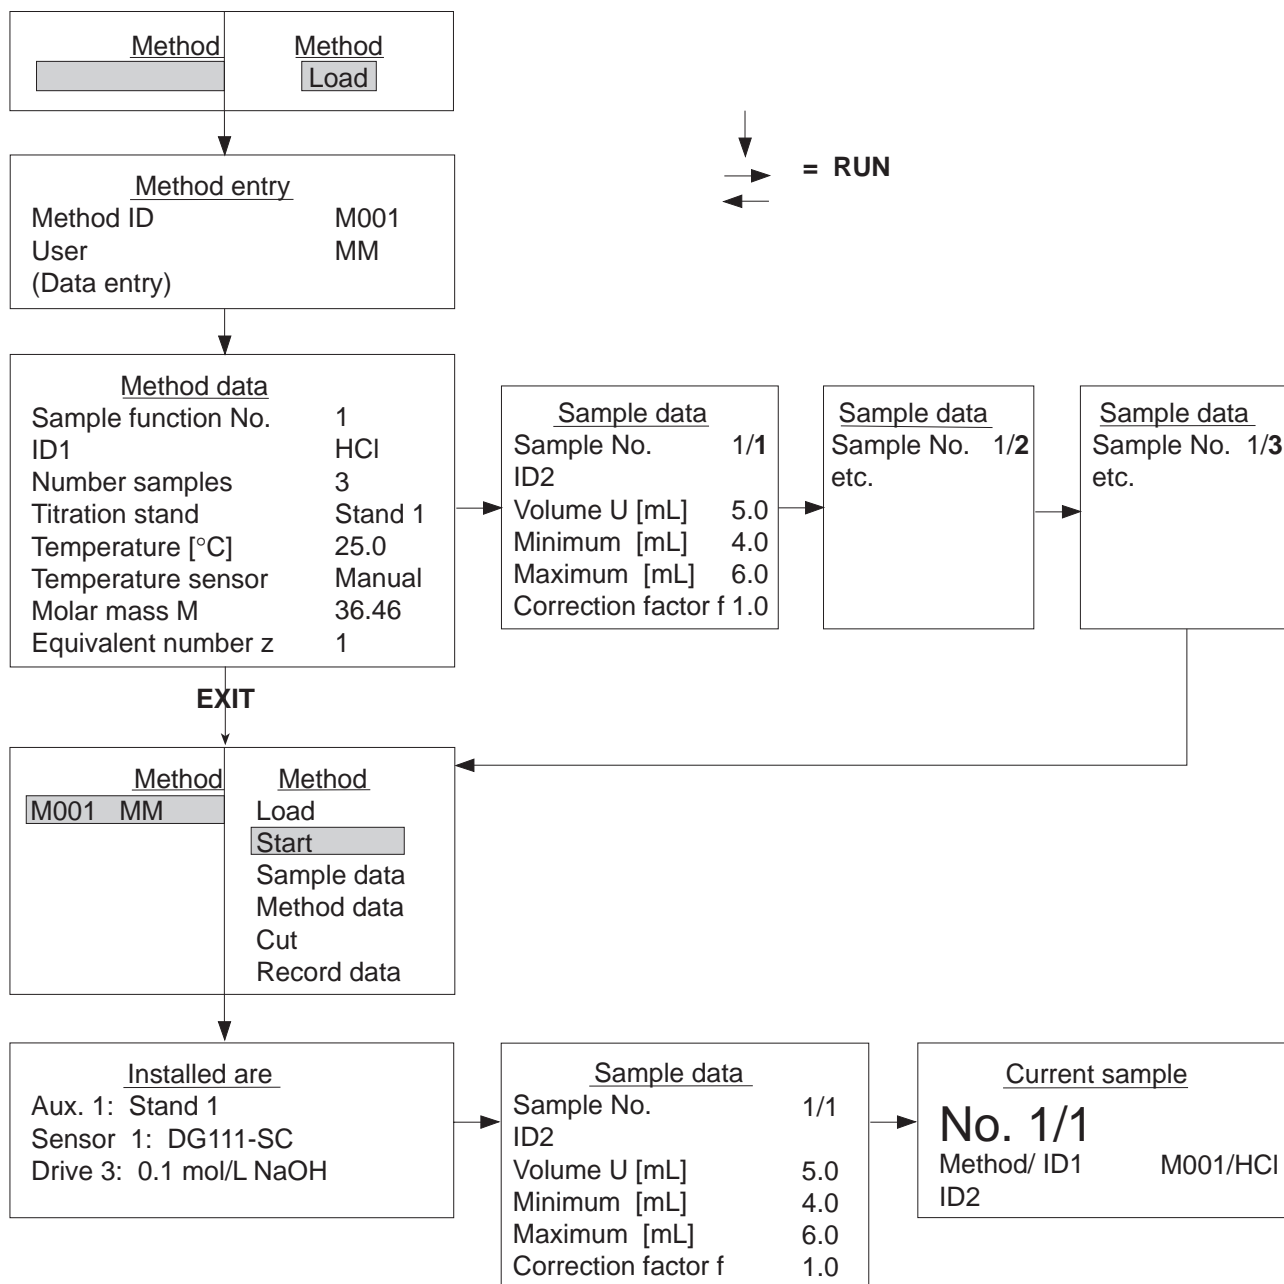 Method
Method
Load
= RUN
Method entry
Method ID M001
User MM
(Data entry)
Method data
Sample function No. 1
ID1 HCl
Number samples 3
Titration stand Stand 1
Temperature [°C] 25.0
Temperature sensor Manual
Molar mass M 36.46
Equivalent number z 1
Sample data
Sample No. 1/1
ID2
Volume U [mL] 5.0
Minimum [mL] 4.0
Maximum [mL] 6.0
Correction factor f 1.0
Sample data
Sample No. 1/2
etc.
Sample data
Sample No. 1/3
etc.
EXIT
Method
M001 MM
Method
Load
Start
Sample data
Method data
Cut
Record data
Installed are
Aux. 1: Stand 1
Sensor 1: DG111-SC
Drive 3: 0.1 mol/L NaOH
Sample data
Sample No. 1/1
ID2
Volume U [mL] 5.0
Minimum [mL] 4.0
Maximum [mL] 6.0
Correction factor f 1.0
Current sample
No. 1/1
Method/ ID1 M001/HCl
ID2